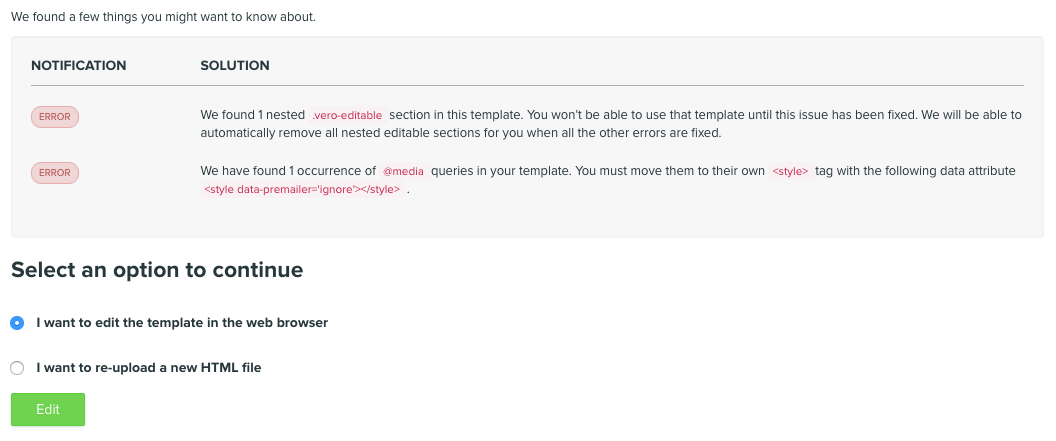 We found a few things you might want to know about.
NOTIFICATION SOLUTION
ERROR We found 1 nested .vero-editable section in this template. You won't be able to use that template until this issue has been fixed. We will be able to
automatically remove all nested editable sections for you when all the other errors are fixed.
ERROR We have found 1 occurrence of @media queries in your template. You must move them to their own <style> tag with the following data attribute
<style data-premailer='ignore'></style> .
Select an option to continue
I want to edit the template in the web browser
I want to re-upload a new HTML file
Edit